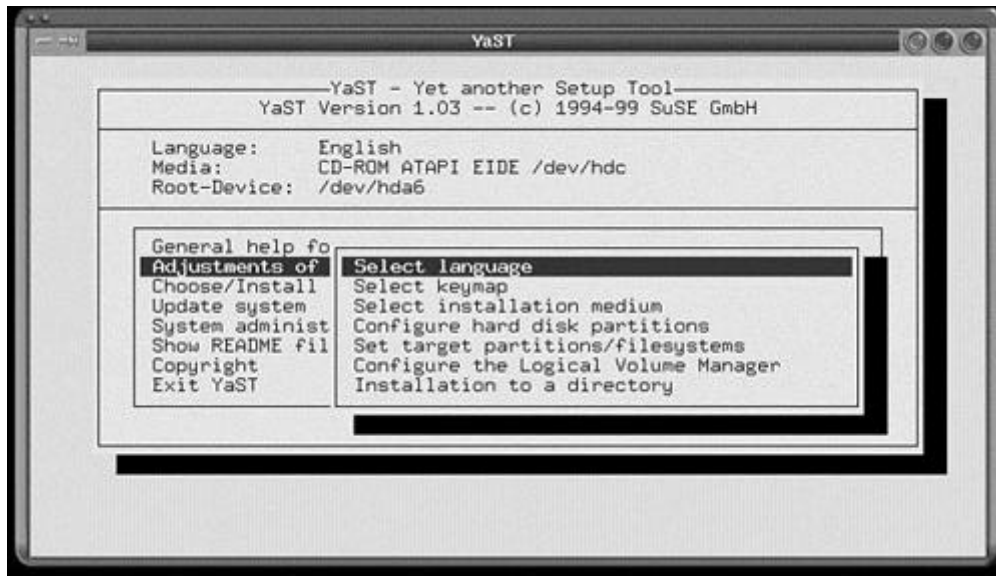 YaST
YaST - Yet another Setup Tool
YaST Version 1.03 -- (c) 1994-99 SuSE GmbH
Language: English
Media: CD-ROM ATAPI EIDE /dev/hdc
Root-Device: /dev/hda6
General help fo
Adjustments of
Choose/Install
Update system
System administ
Show README fil
Copyright
Exit YaST
Select language
Select keymap
Select installation medium
Configure hard disk partitions
Set target partitions/filesystems
Configure the Logical Volume Manager
Installation to a directory